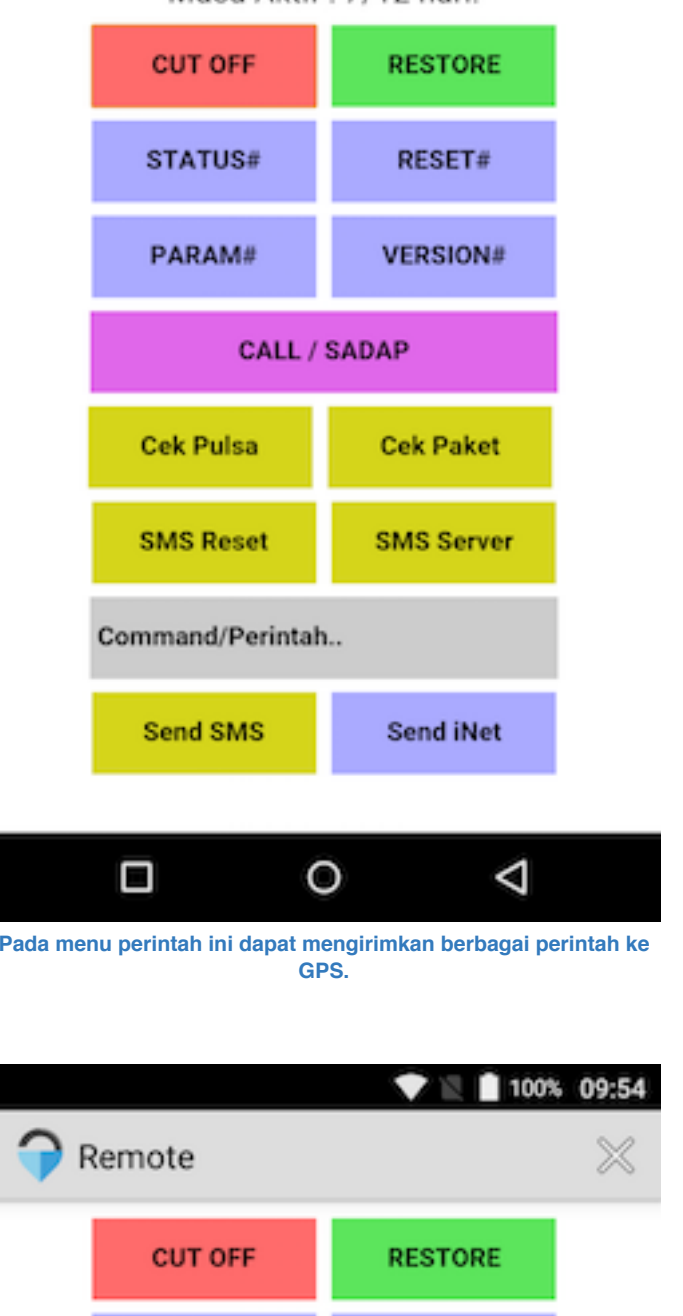 CUT OFF RESTORE
STATUS# RESET#
PARAM# VERSION#
CALL / SADAP
Cek Pulsa Cek Paket
SMS Reset SMS Server
Command/Perintah..
Send SMS Send iNet
Pada menu perintah ini dapat mengirimkan berbagai perintah ke
GPS.
100% 09:54
Remote
CUT OFF RESTORE